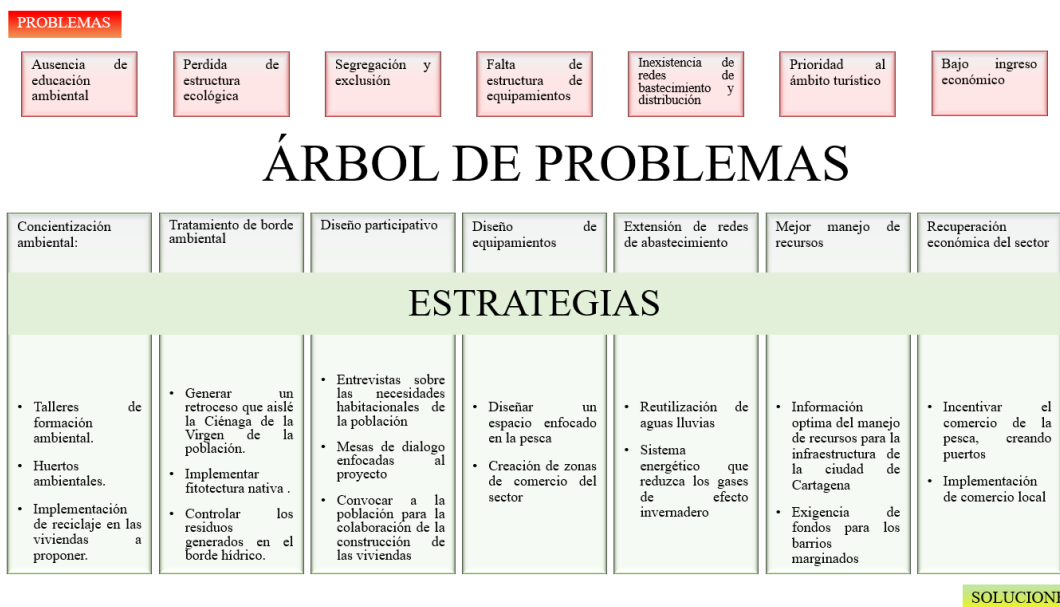 PROBLEMAS
Ausencia de
educación
ambiental
Perdida de
estructura
ecológica
Segregación y
exclusión
Falta de
estructura de
equipamientos
Inexistencia de
redes de
bastecimiento y
distribución
Prioridad al
ámbito turístico
Bajo ingreso
económico
ÁRBOL DE PROBLEMAS
Concientización
ambiental:
Tratamiento de borde
ambiental
Diseño participativo
Diseño de
equipamientos
Extensión de redes
de abastecimiento
Mejor manejo de
recursos
Recuperación
económica del sector
ESTRATEGIAS
• Talleres de
formación
ambiental.
• Huertos
ambientales.
• Implementación
de reciclaje en las
viviendas a
proponer.
• Generar un
retroceso que aislé
la Ciénaga de la
Virgen de la
población.
• Implementar
fitotectura nativa .
• Controlar los
residuos
generados en el
borde hídrico.
• Entrevistas sobre
las necesidades
habitacionales de
la población
• Mesas de dialogo
enfocadas al
proyecto
• Convocar a la
población para la
colaboración de la
construcción de
las viviendas
• Diseñar un
espacio enfocado
en la pesca
• Creación de zonas
de comercio del
sector
• Reutilización de
aguas lluvias
• Sistema
energético que
reduzca los gases
de efecto
invernadero
• Información
optima del manejo
de recursos para la
infraestructura de
la ciudad de
Cartagena
• Exigencia de
fondos para los
barrios
marginados
• Incentivar el
comercio de la
pesca, creando
puertos
• Implementación
de comercio local
SOLUCION